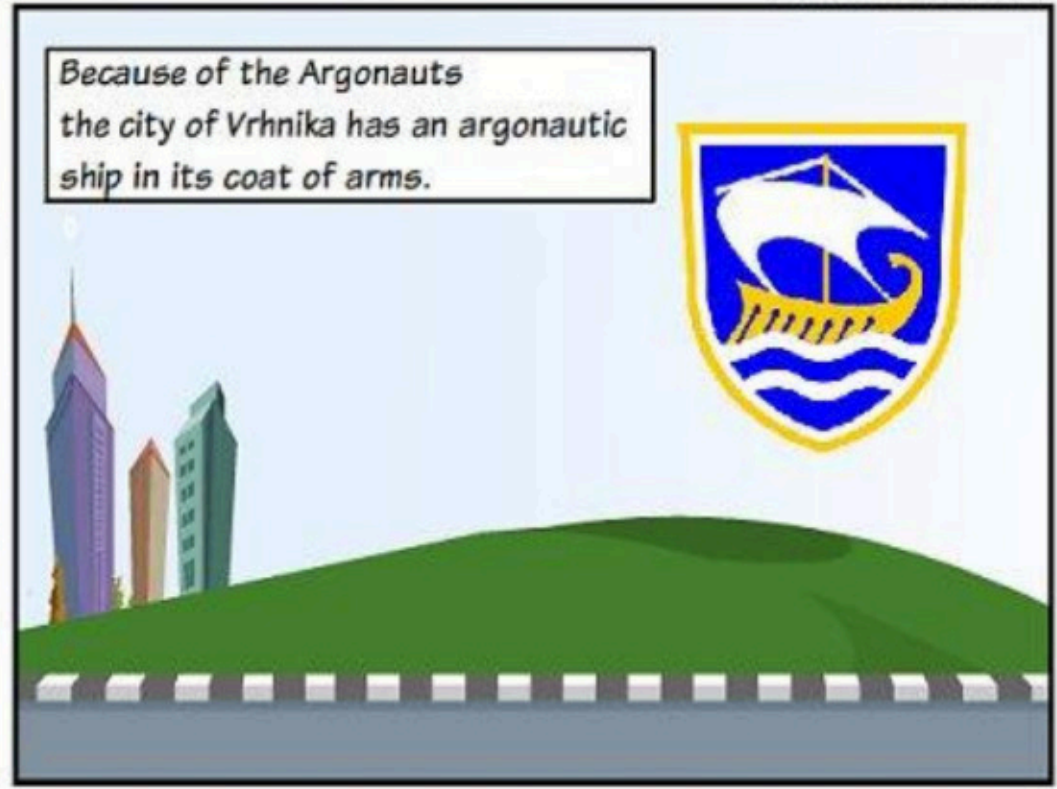 Because of the Argonauts
the city of Vrhnika has an argonautic
ship in its coat of arms.